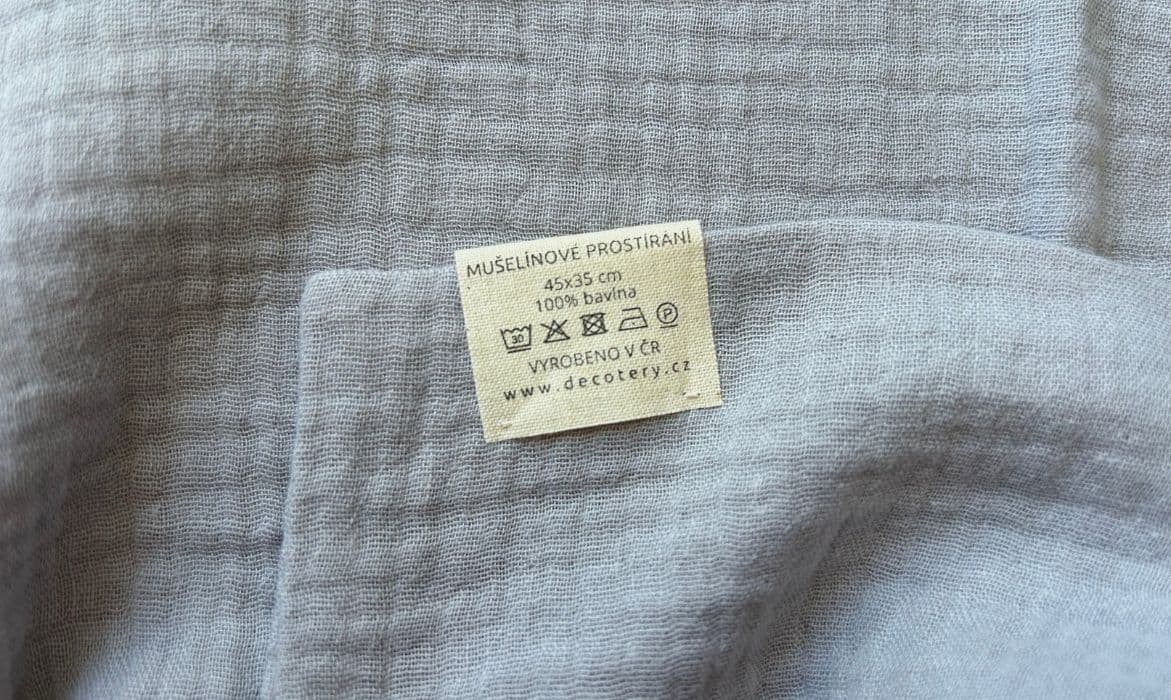 MUŠELÍNOVÉ PROSTÍRÁNÍ
45x35 cm
100% bavlna
30 P
VYROBENO V ČR
www.decotery.cz